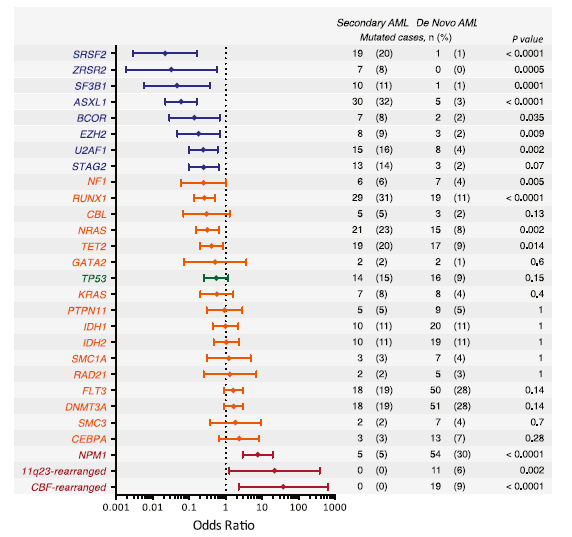 Secondary AML De Novo AML
Mutated cases, n (%) P value
SRSF2 19 (20) 1 (1) < 0.0001
ZRSR2 7 (8) 0 (0) 0.0005
SF3B1 10 (11) 1 (1) 0.0001
ASXL1 30 (32) 5 (3) < 0.0001
BCOR 7 (8) 2 (2) 0.035
EZH2 8 (9) 3 (2) 0.009
U2AF1 15 (16) 8 (4) 0.002
STAG2 13 (14) 3 (2) 0.07
NF1 6 (6) 7 (4) 0.005
RUNX1 29 (31) 19 (11) < 0.0001
CBL 5 (5) 3 (2) 0.13
NRAS 21 (23) 15 (8) 0.002
TET2 19 (20) 17 (9) 0.014
GATA2 2 (2) 2 (1) 0.6
TP53 14 (15) 16 (9) 0.15
KRAS 7 (8) 8 (4) 0.4
PTPN11 5 (5) 9 (5) 1
IDH1 10 (11) 20 (11) 1
IDH2 10 (11) 19 (11) 1
SMC1A 3 (3) 7 (4) 1
RAD21 2 (2) 5 (3) 1
FLT3 18 (19) 50 (28) 0.14
DNMT3A 18 (19) 51 (28) 0.14
SMC3 2 (2) 7 (4) 0.7
CEBPA 3 (3) 13 (7) 0.28
NPM1 5 (5) 54 (30) < 0.0001
11q23-rearranged 0 (0) 11 (6) 0.002
CBF-rearranged 0 (0) 19 (9) < 0.0001
0.001 0.01 0.1 1 10 100 1000
Odds Ratio